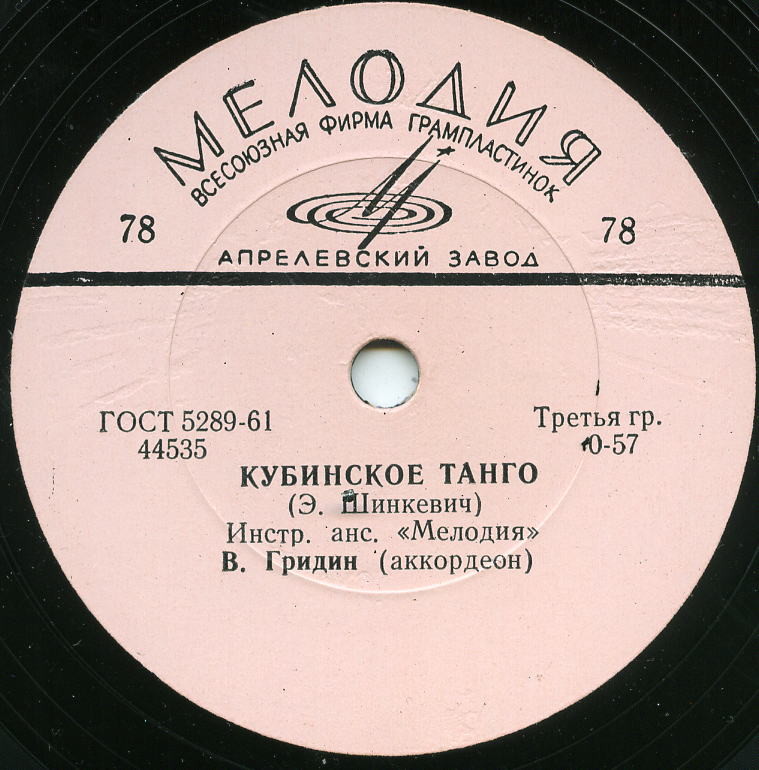 МЕЛОДИЯ
ВСЕСОЮЗНАЯ ФИРМА ГРАМПЛАСТИНОК
78 78
АПРЕЛЕВСКИЙ ЗАВОД
ГОСТ 5289-61 Третья гр.
44535 0-57
КУБИНСКОЕ ТАНГО
(Э. Шинкевич)
Инстр. анс. «Мелодия»
В. Гридин (аккордеон)